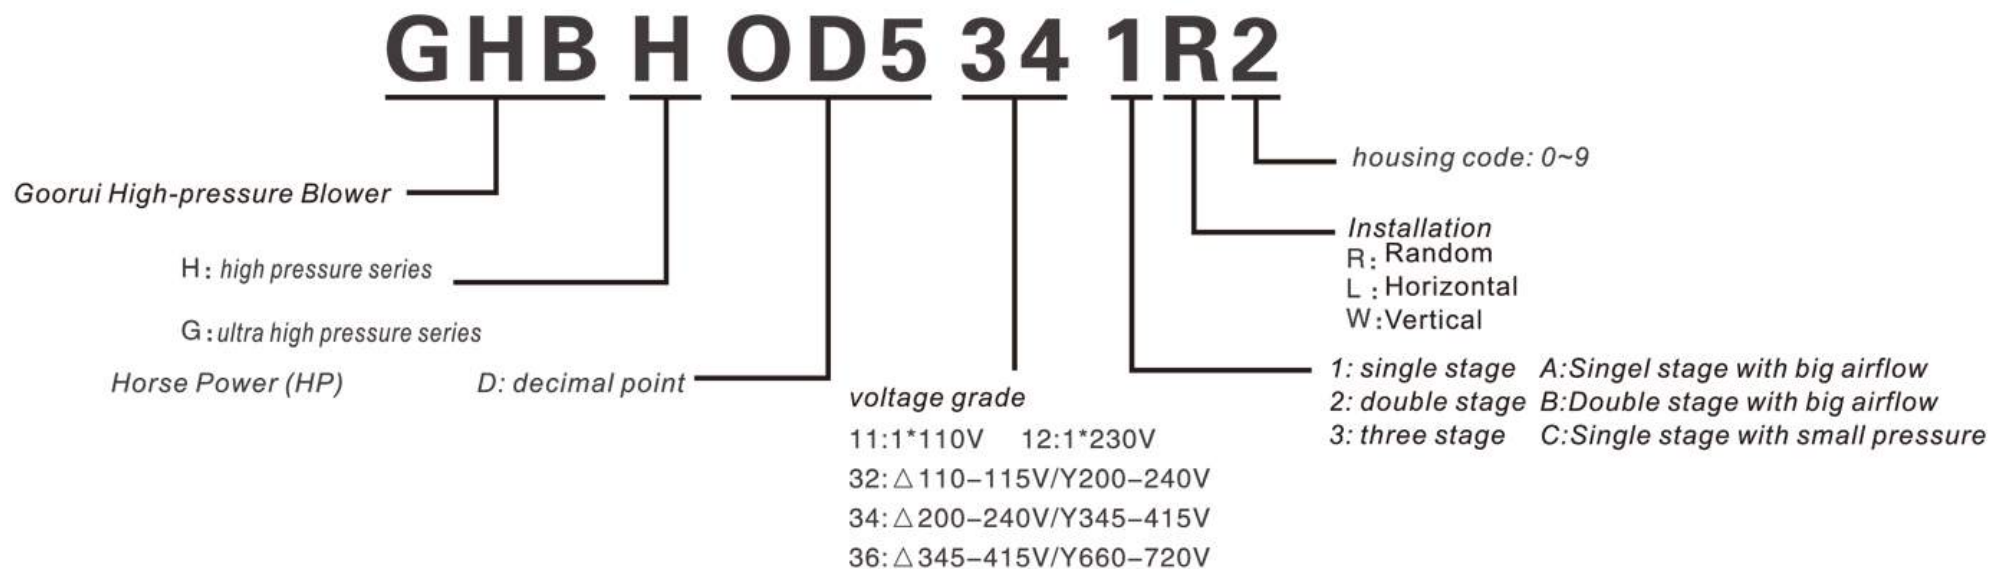 GHB H OD5 34 1R2
housing code: 0~9
Goorui High-pressure Blower
Installation
R: Random
L : Horizontal
W:Vertical
H: high pressure series
G:ultra high pressure series
Horse Power (HP) D: decimal point
1: single stage A:Singel stage with big airflow
2: double stage B:Double stage with big airflow
3: three stage C:Single stage with small pressure
voltage grade
11:1*110V 12:1*230V
32:△110–115V/Y200–240V
34:△200–240V/Y345–415V
36:△345–415V/Y660–720V